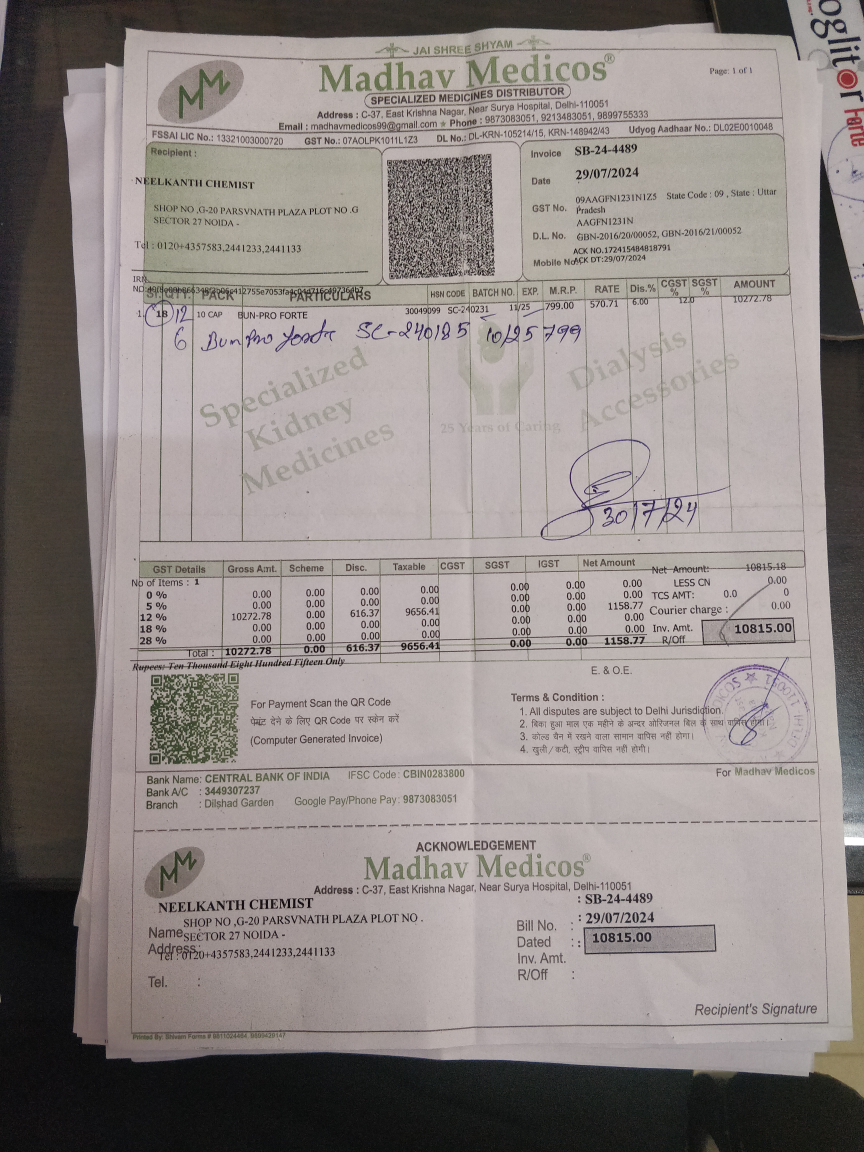 JAI SHREE SHYAM
Madhav Medicos®
Page: 1 of 1
SPECIALIZED MEDICINES DISTRIBUTOR
Address : C-37, East Krishna Nagar, Near Surya Hospital, Delhi-110051
Email : madhavmedicos99@gmail.com ★ Phone : 9873083051, 9213483051, 9899755333
FSSAI LIC No.: 13321003000720 GST No.: 07AOLPK1011L1Z3 DL No.: DL-KRN-105214/15, KRN-148942/43 Udyog Aadhaar No.: DL02E0010048
Recipient :
NEELKANTH CHEMIST
SHOP NO ,G-20 PARSVNATH PLAZA PLOT NO .G
SECTOR 27 NOIDA -
Tel : 0120+4357583,2441233,2441133
Invoice SB-24-4489
Date 29/07/2024
GST No. 09AAGFN1231N1Z5 State Code : 09 , State : Uttar Pradesh
AAGFN1231N
D.L. No. GBN-2016/20/00052, GBN-2016/21/00052
ACK NO.172415484818791
Mobile No. ACK DT:29/07/2024
IRN
NO:
QTY. PACK PARTICULARS HSN CODE BATCH NO. EXP. M.R.P. RATE Dis.% CGST % SGST % AMOUNT
1. 18 12 10 CAP BUN-PRO FORTE 30049099 SC-240231 11/25 799.00 570.71 6.00 12.0 10272.78
6 Bun Pro forte SC-240185 10/25 799
Specialized
Kidney
Medicines
Dialysis
Accessories
25 Years of Caring
30/7/24
GST Details Gross Amt. Scheme Disc. Taxable CGST SGST IGST Net Amount
No of Items : 1
0 % 0.00 0.00 0.00 0.00 0.00 0.00 0.00
5 % 0.00 0.00 0.00 0.00 0.00 0.00 0.00
12 % 10272.78 0.00 616.37 9656.41 0.00 0.00 1158.77
18 % 0.00 0.00 0.00 0.00 0.00 0.00 0.00
28 % 0.00 0.00 0.00 0.00 0.00 0.00 0.00
Total : 10272.78 0.00 616.37 9656.41 0.00 0.00 1158.77
Net Amount: 10815.18
LESS CN 0.00
TCS AMT: 0.0 0
Courier charge : 0.00
Inv. Amt. 10815.00
R/Off
Rupees: Ten Thousand Eight Hundred Fifteen Only
E. & O.E.
For Payment Scan the QR Code
पेमेंट देने के लिए QR Code पर स्कैन करें
(Computer Generated Invoice)
Terms & Condition :
1. All disputes are subject to Delhi Jurisdiction.
2. बिका हुआ माल एक महीने के अन्दर ओरिजनल बिल के साथ वापिस होगा।
3. कोल्ड चैन में रखने वाला सामान वापिस नहीं होगा।
4. खुली/कटी, स्ट्रीप वापिस नही होगी।
Bank Name: CENTRAL BANK OF INDIA IFSC Code : CBIN0283800
Bank A/C : 3449307237
Branch : Dilshad Garden Google Pay/Phone Pay : 9873083051
For Madhav Medicos
ACKNOWLEDGEMENT
Madhav Medicos®
Address : C-37, East Krishna Nagar, Near Surya Hospital, Delhi-110051
NEELKANTH CHEMIST
SHOP NO ,G-20 PARSVNATH PLAZA PLOT NO .
Name
SECTOR 27 NOIDA -
Address:
Tel : 0120+4357583,2441233,2441133
Tel. :
: SB-24-4489
Bill No. : 29/07/2024
Dated : : 10815.00
Inv. Amt.
R/Off :
Recipient's Signature